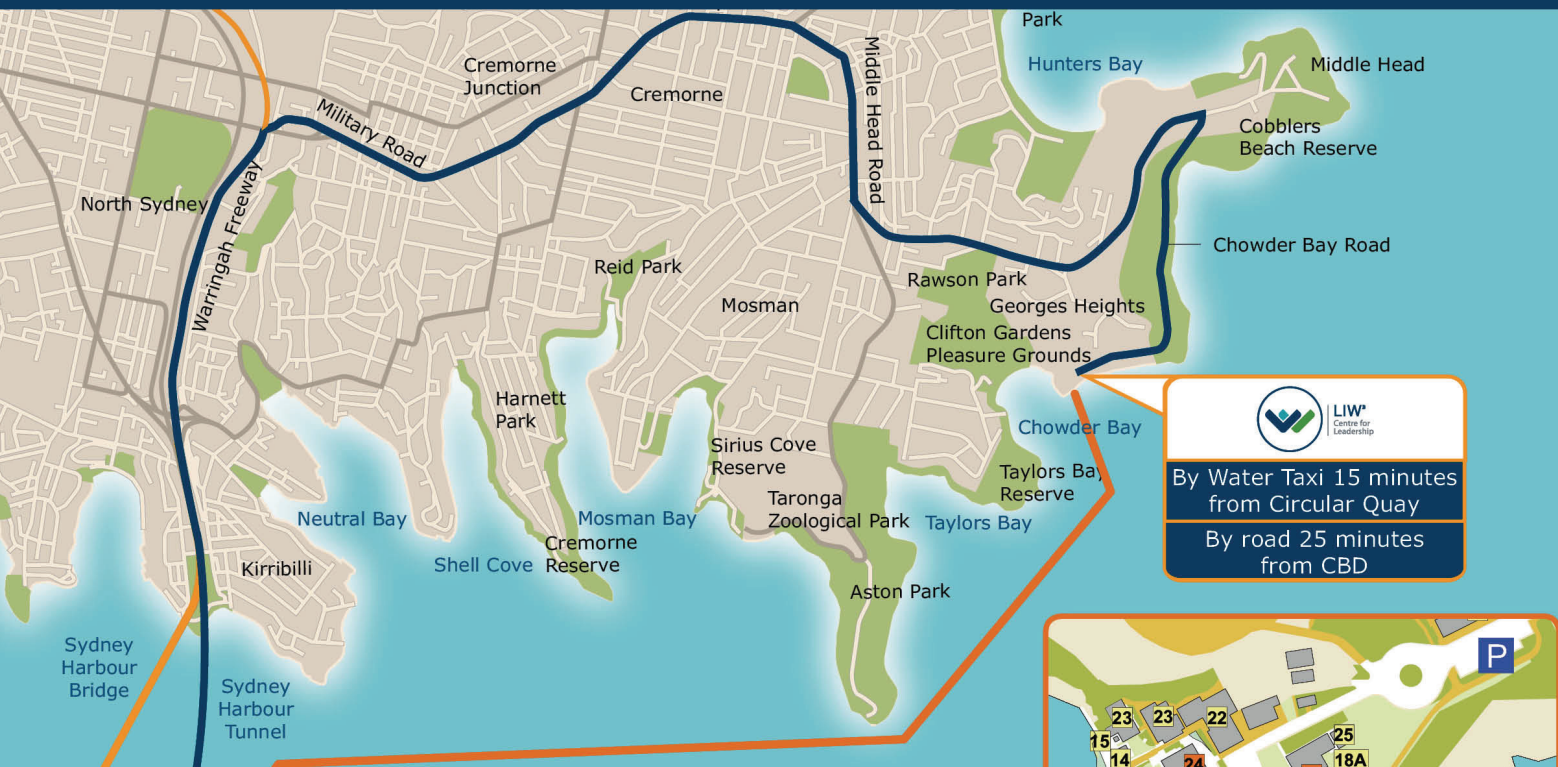 Park
Hunters Bay
Middle Head
Cremorne
Junction
Cremorne
Military Road
Middle Head Road
Cobblers
Beach Reserve
North Sydney
Warringah Freeway
Chowder Bay Road
Reid Park
Rawson Park
Mosman
Georges Heights
Clifton Gardens
Pleasure Grounds
Harnett
Park
LIW
Centre for
Leadership
Chowder Bay
Sirius Cove
Reserve
Taylors Bay
Reserve
By Water Taxi 15 minutes
from Circular Quay
Taronga
Zoological Park
Neutral Bay
Mosman Bay
Taylors Bay
By road 25 minutes
from CBD
Cremorne
Reserve
Shell Cove
Kirribilli
Aston Park
Sydney
Harbour
Bridge
Sydney
Harbour
Tunnel
P
23
23
22
15
25
14
24
18A